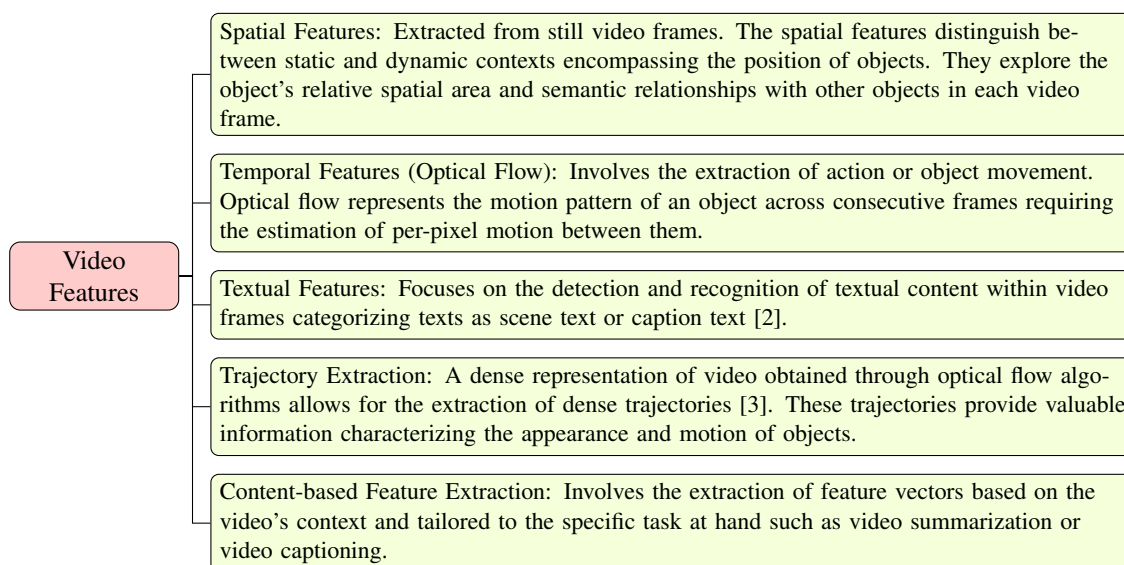 Spatial Features: Extracted from still video frames. The spatial features distinguish be-
tween static and dynamic contexts encompassing the position of objects. They explore the
object's relative spatial area and semantic relationships with other objects in each video
frame.
Temporal Features (Optical Flow): Involves the extraction of action or object movement.
Optical flow represents the motion pattern of an object across consecutive frames requiring
the estimation of per-pixel motion between them.
Video
Features
Textual Features: Focuses on the detection and recognition of textual content within video
frames categorizing texts as scene text or caption text [2].
Trajectory Extraction: A dense representation of video obtained through optical flow algo-
rithms allows for the extraction of dense trajectories [3]. These trajectories provide valuable
information characterizing the appearance and motion of objects.
Content-based Feature Extraction: Involves the extraction of feature vectors based on the
video's context and tailored to the specific task at hand such as video summarization or
video captioning.